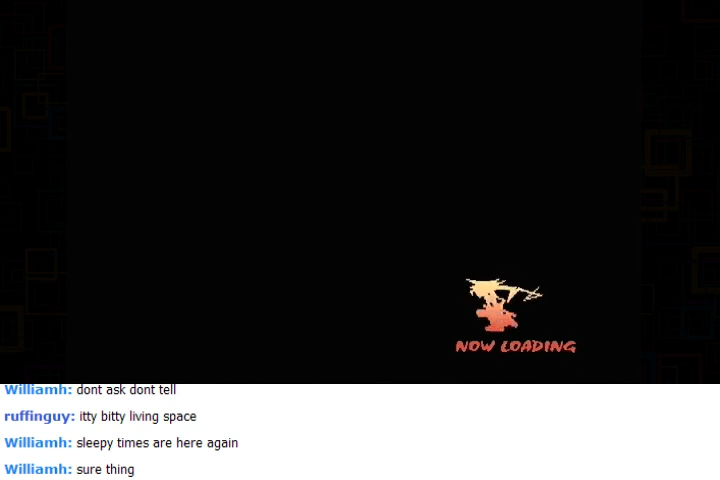 NOW LOADING
Williamh: dont ask dont tell
ruffinguy: itty bitty living space
Williamh: sleepy times are here again
Williamh: sure thing